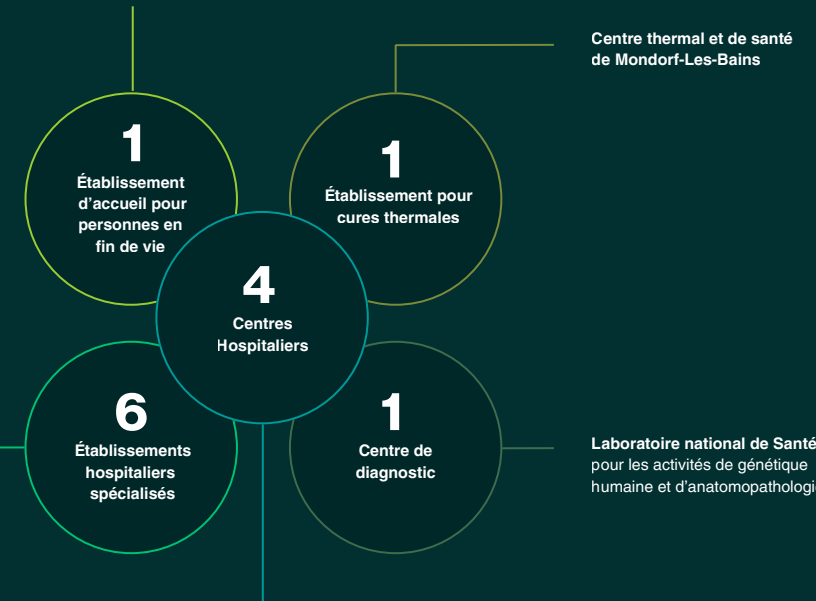 Centre thermal et de santé
de Mondorf-Les-Bains
1
Établissement
d'accueil pour
personnes en
fin de vie
1
Établissement pour
cures thermales
4
Centres
Hospitaliers
6
Établissements
hospitaliers
spécialisés
1
Centre de
diagnostic
Laboratoire national de Santé
pour les activités de génétique
humaine et d'anatomopathologi